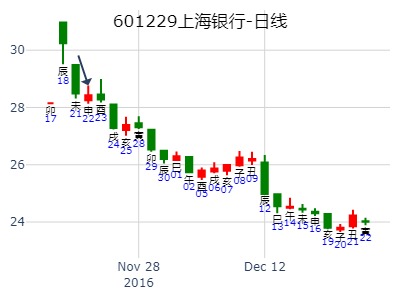 601229上海银行-日线
30
28
26
24
卯
17
辰
18
未
21
申
22
酉
23
戌
24
亥
25
寅
28
卯
29
辰
30
巳
01
午
02
酉
05
戌
06
亥
07
子
08
丑
09
辰
12
巳
13
午
14
未
15
申
16
亥
19
子
20
丑
21
寅
22
Nov 28
2016
Dec 12